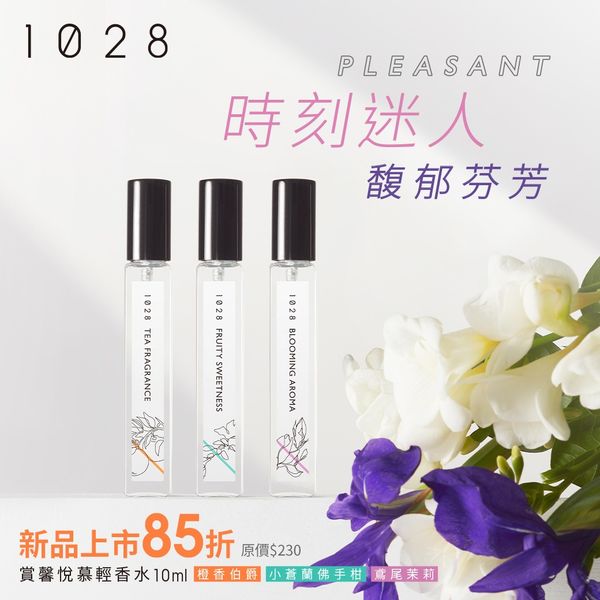 1028
PLEASANT
時刻迷人
馥郁芬芳
1028 TEA FRAGRANCE
1028 FRUITY SWEETNESS
1028 BLOOMING AROMA
新品上市85折 原價$230
賞馨悅慕輕香水10ml 橙香伯爵 小蒼蘭佛手柑 鳶尾茉莉